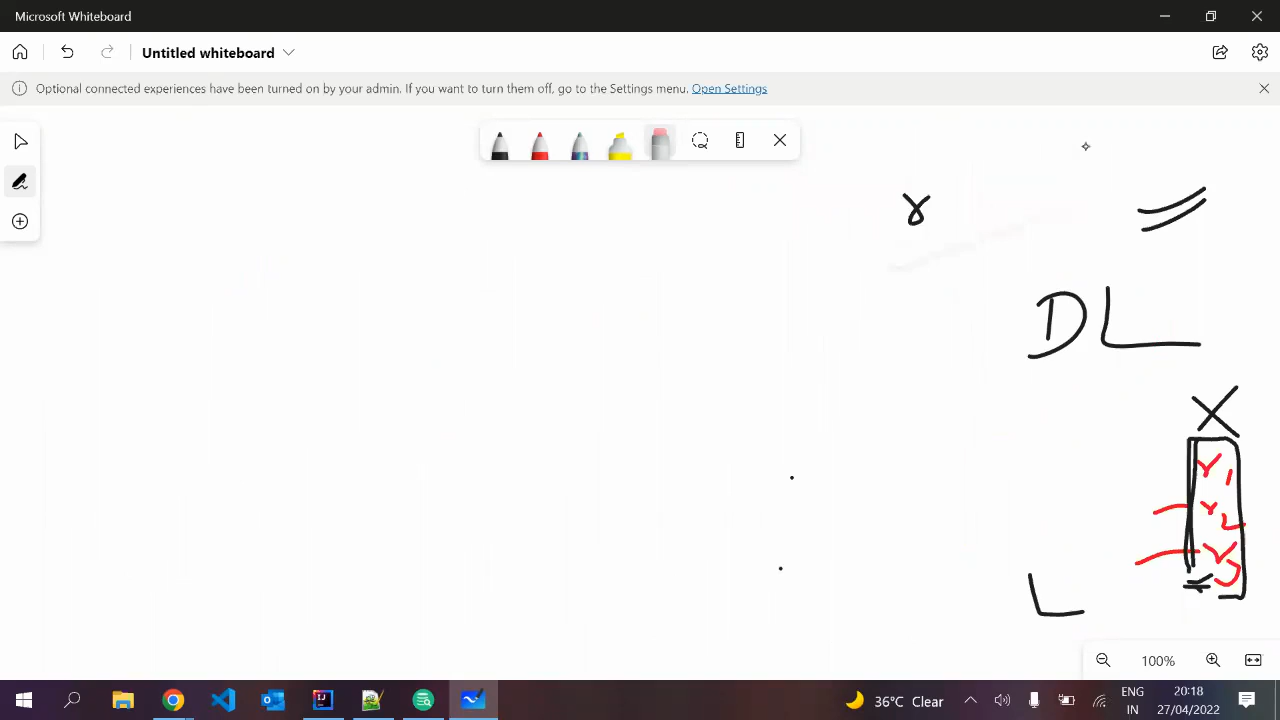 Microsoft Whiteboard
Untitled whiteboard
Optional connected experiences have been turned on by your admin. If you want to turn them off, go to the Settings menu. Open Settings
DL
X
L
100%
36°C Clear
ENG
IN
20:18
27/04/2022